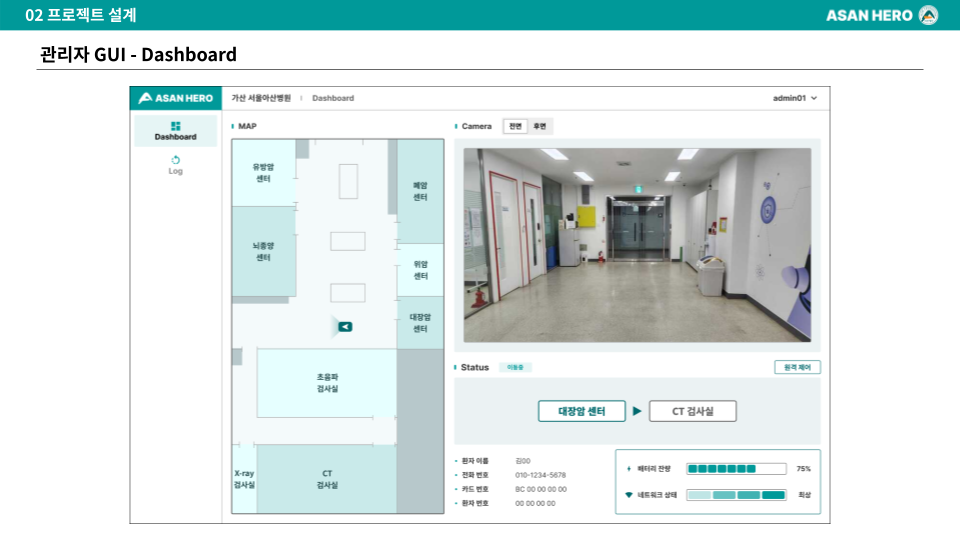 02 프로젝트 설계
ASAN HERO
관리자 GUI - Dashboard
ASAN HERO
가산 서울아산병원 | Dashboard
admin01
Dashboard
Log
MAP
유방암
센터
뇌종양
센터
폐암
센터
위암
센터
대장암
센터
초음파
검사실
X-ray
검사실
CT
검사실
Camera
전면
후면
Status
이동중
원격 제어
대장암 센터
CT 검사실
환자 이름 김00
전화 번호 010-1234-5678
카드 번호 BC 00 00 00 00
환자 번호 00 00 00 00
배터리 잔량 75%
네트워크 상태 최상